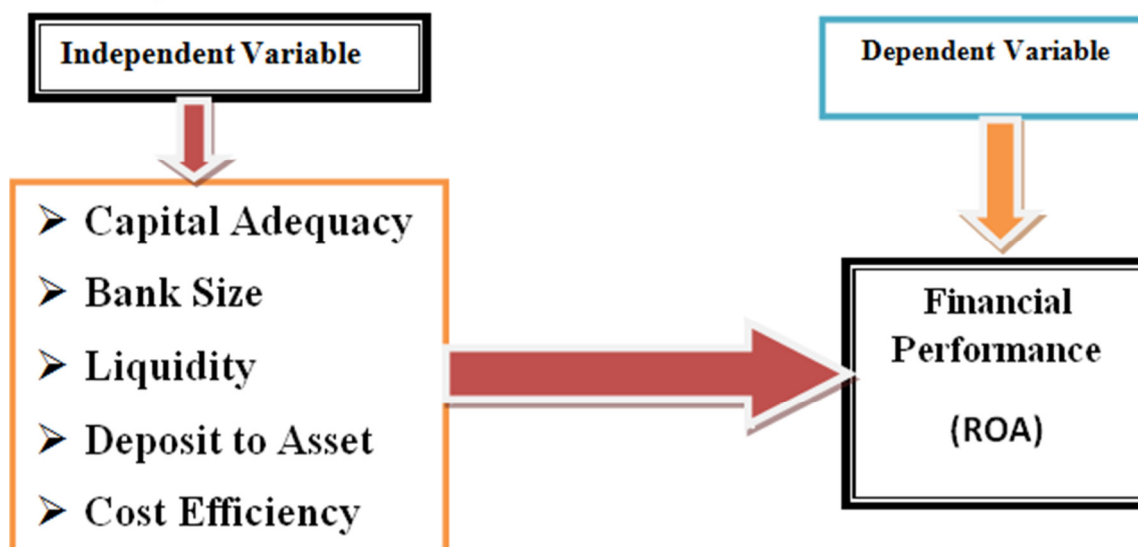 Independent Variable
Dependent Variable
➢ Capital Adequacy
➢ Bank Size
➢ Liquidity
➢ Deposit to Asset
➢ Cost Efficiency
Financial
Performance
(ROA)